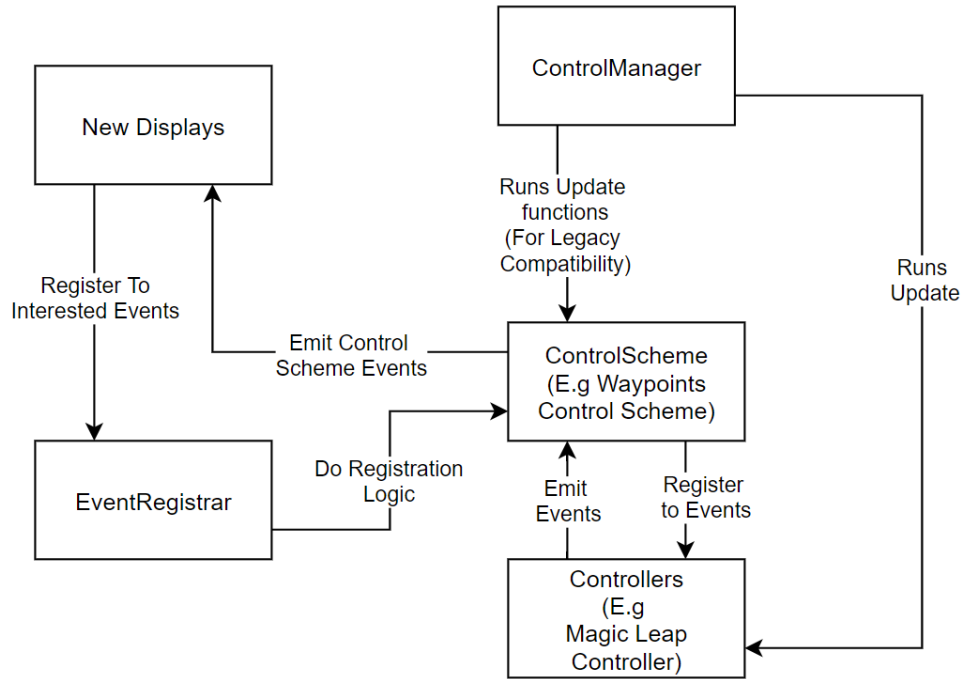 ControlManager
New Displays
Runs Update
functions
(For Legacy
Compatibility)
Register To
Interested Events
Runs
Update
Emit Control
Scheme Events
ControlScheme
(E.g Waypoints
Control Scheme)
Do Registration
Logic
EventRegistrar
Emit
Events
Register
to Events
Controllers
(E.g
Magic Leap
Controller)